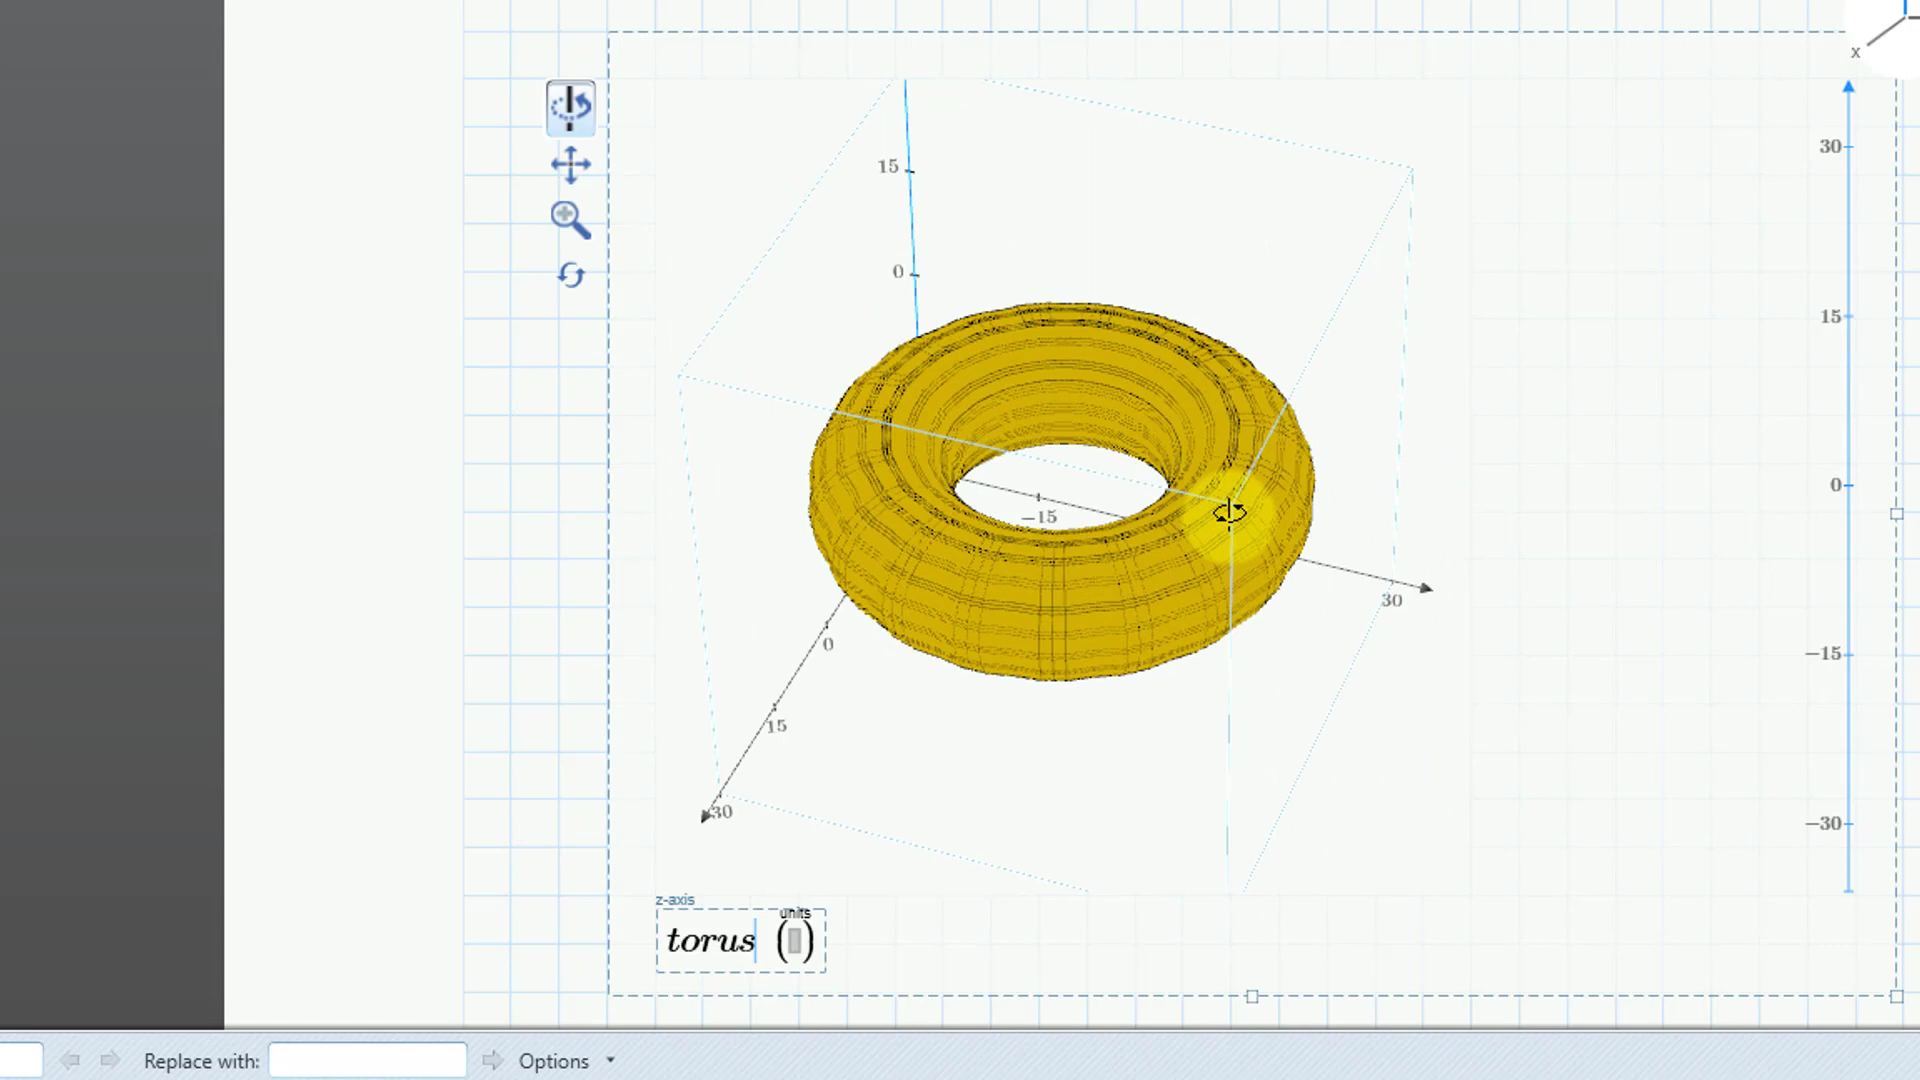 x
15
0
−15
30
0
15
30
30
15
0
−15
−30
z-axis
units
torus ()
Replace with:
Options